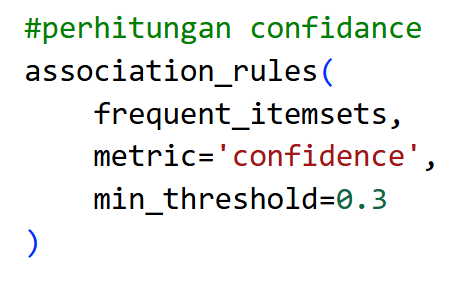 #perhitungan confidance
association_rules(
    frequent_itemsets,
    metric='confidence',
    min_threshold=0.3
)